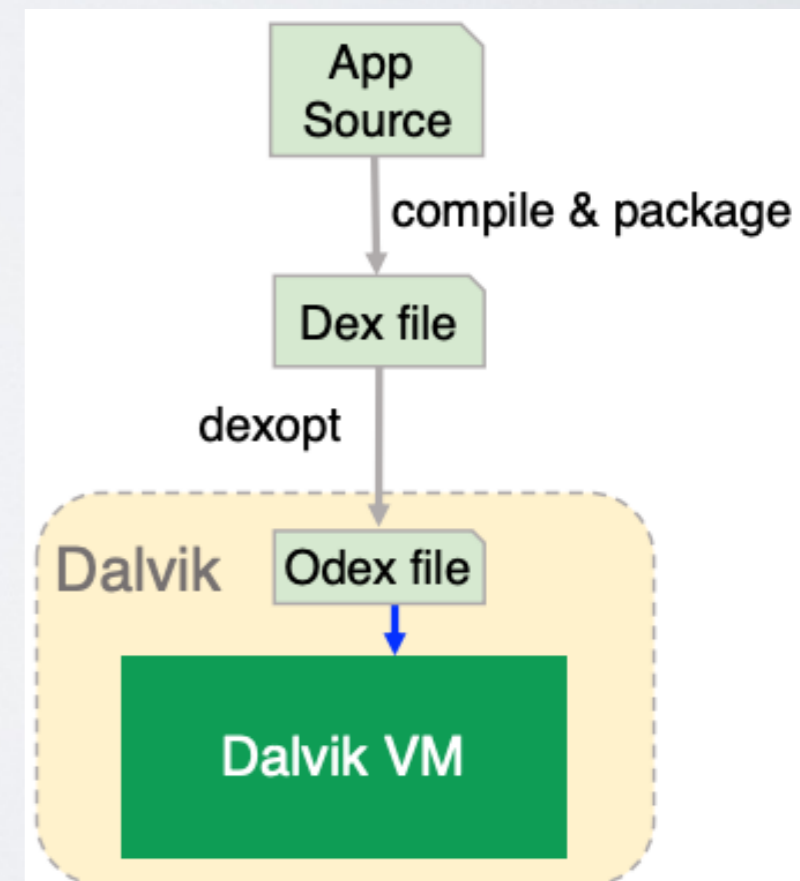 App
Source
compile & package
Dex file
dexopt
Dalvik
Odex file
Dalvik VM